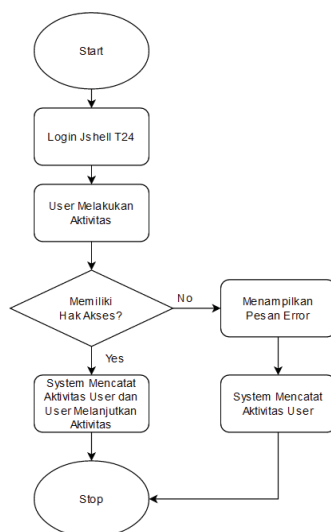 Start
Login Jshell T24
User Melakukan
Aktivitas
Memiliki
Hak Akses?
No
Menampilkan
Pesan Error
Yes
System Mencatat
Aktivitas User dan
User Melanjutkan
Aktivitas
System Mencatat
Aktivitas User
Stop